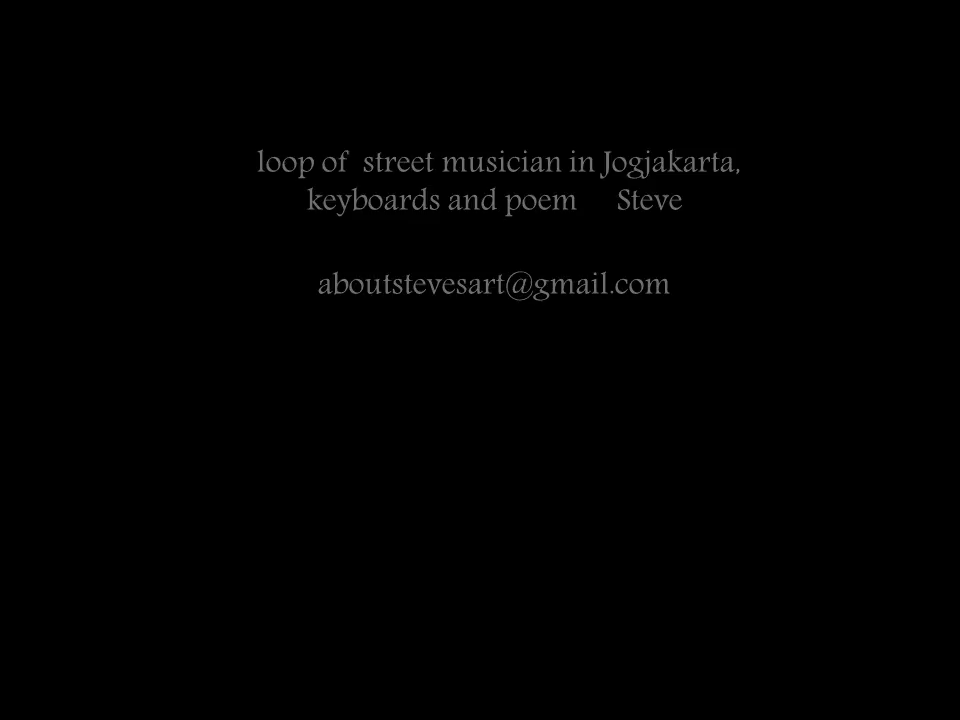 loop of street musician in Jogjakarta,
keyboards and poem Steve
aboutstevesart@gmail.com